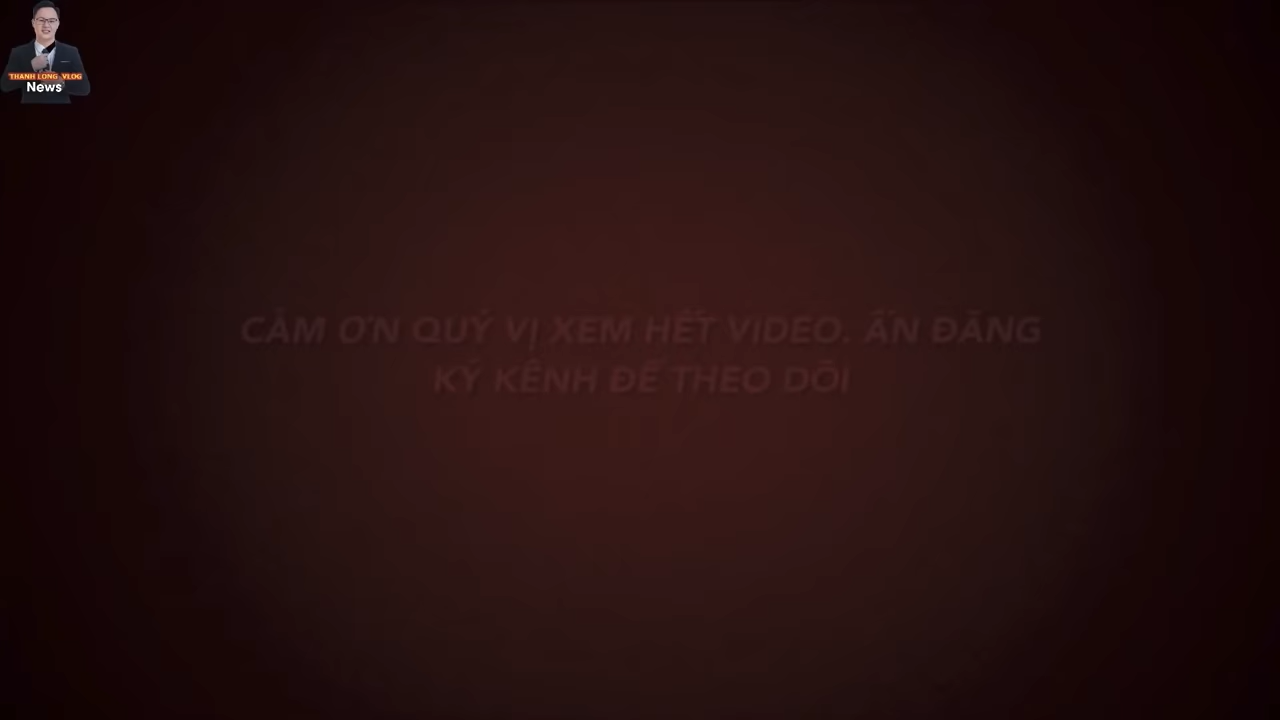 THANH LONG VLOG
News
CẢM ƠN QUÝ VỊ XEM HẾT VIDEO. ẤN ĐĂNG
KÝ KÊNH ĐỂ THEO DÕI